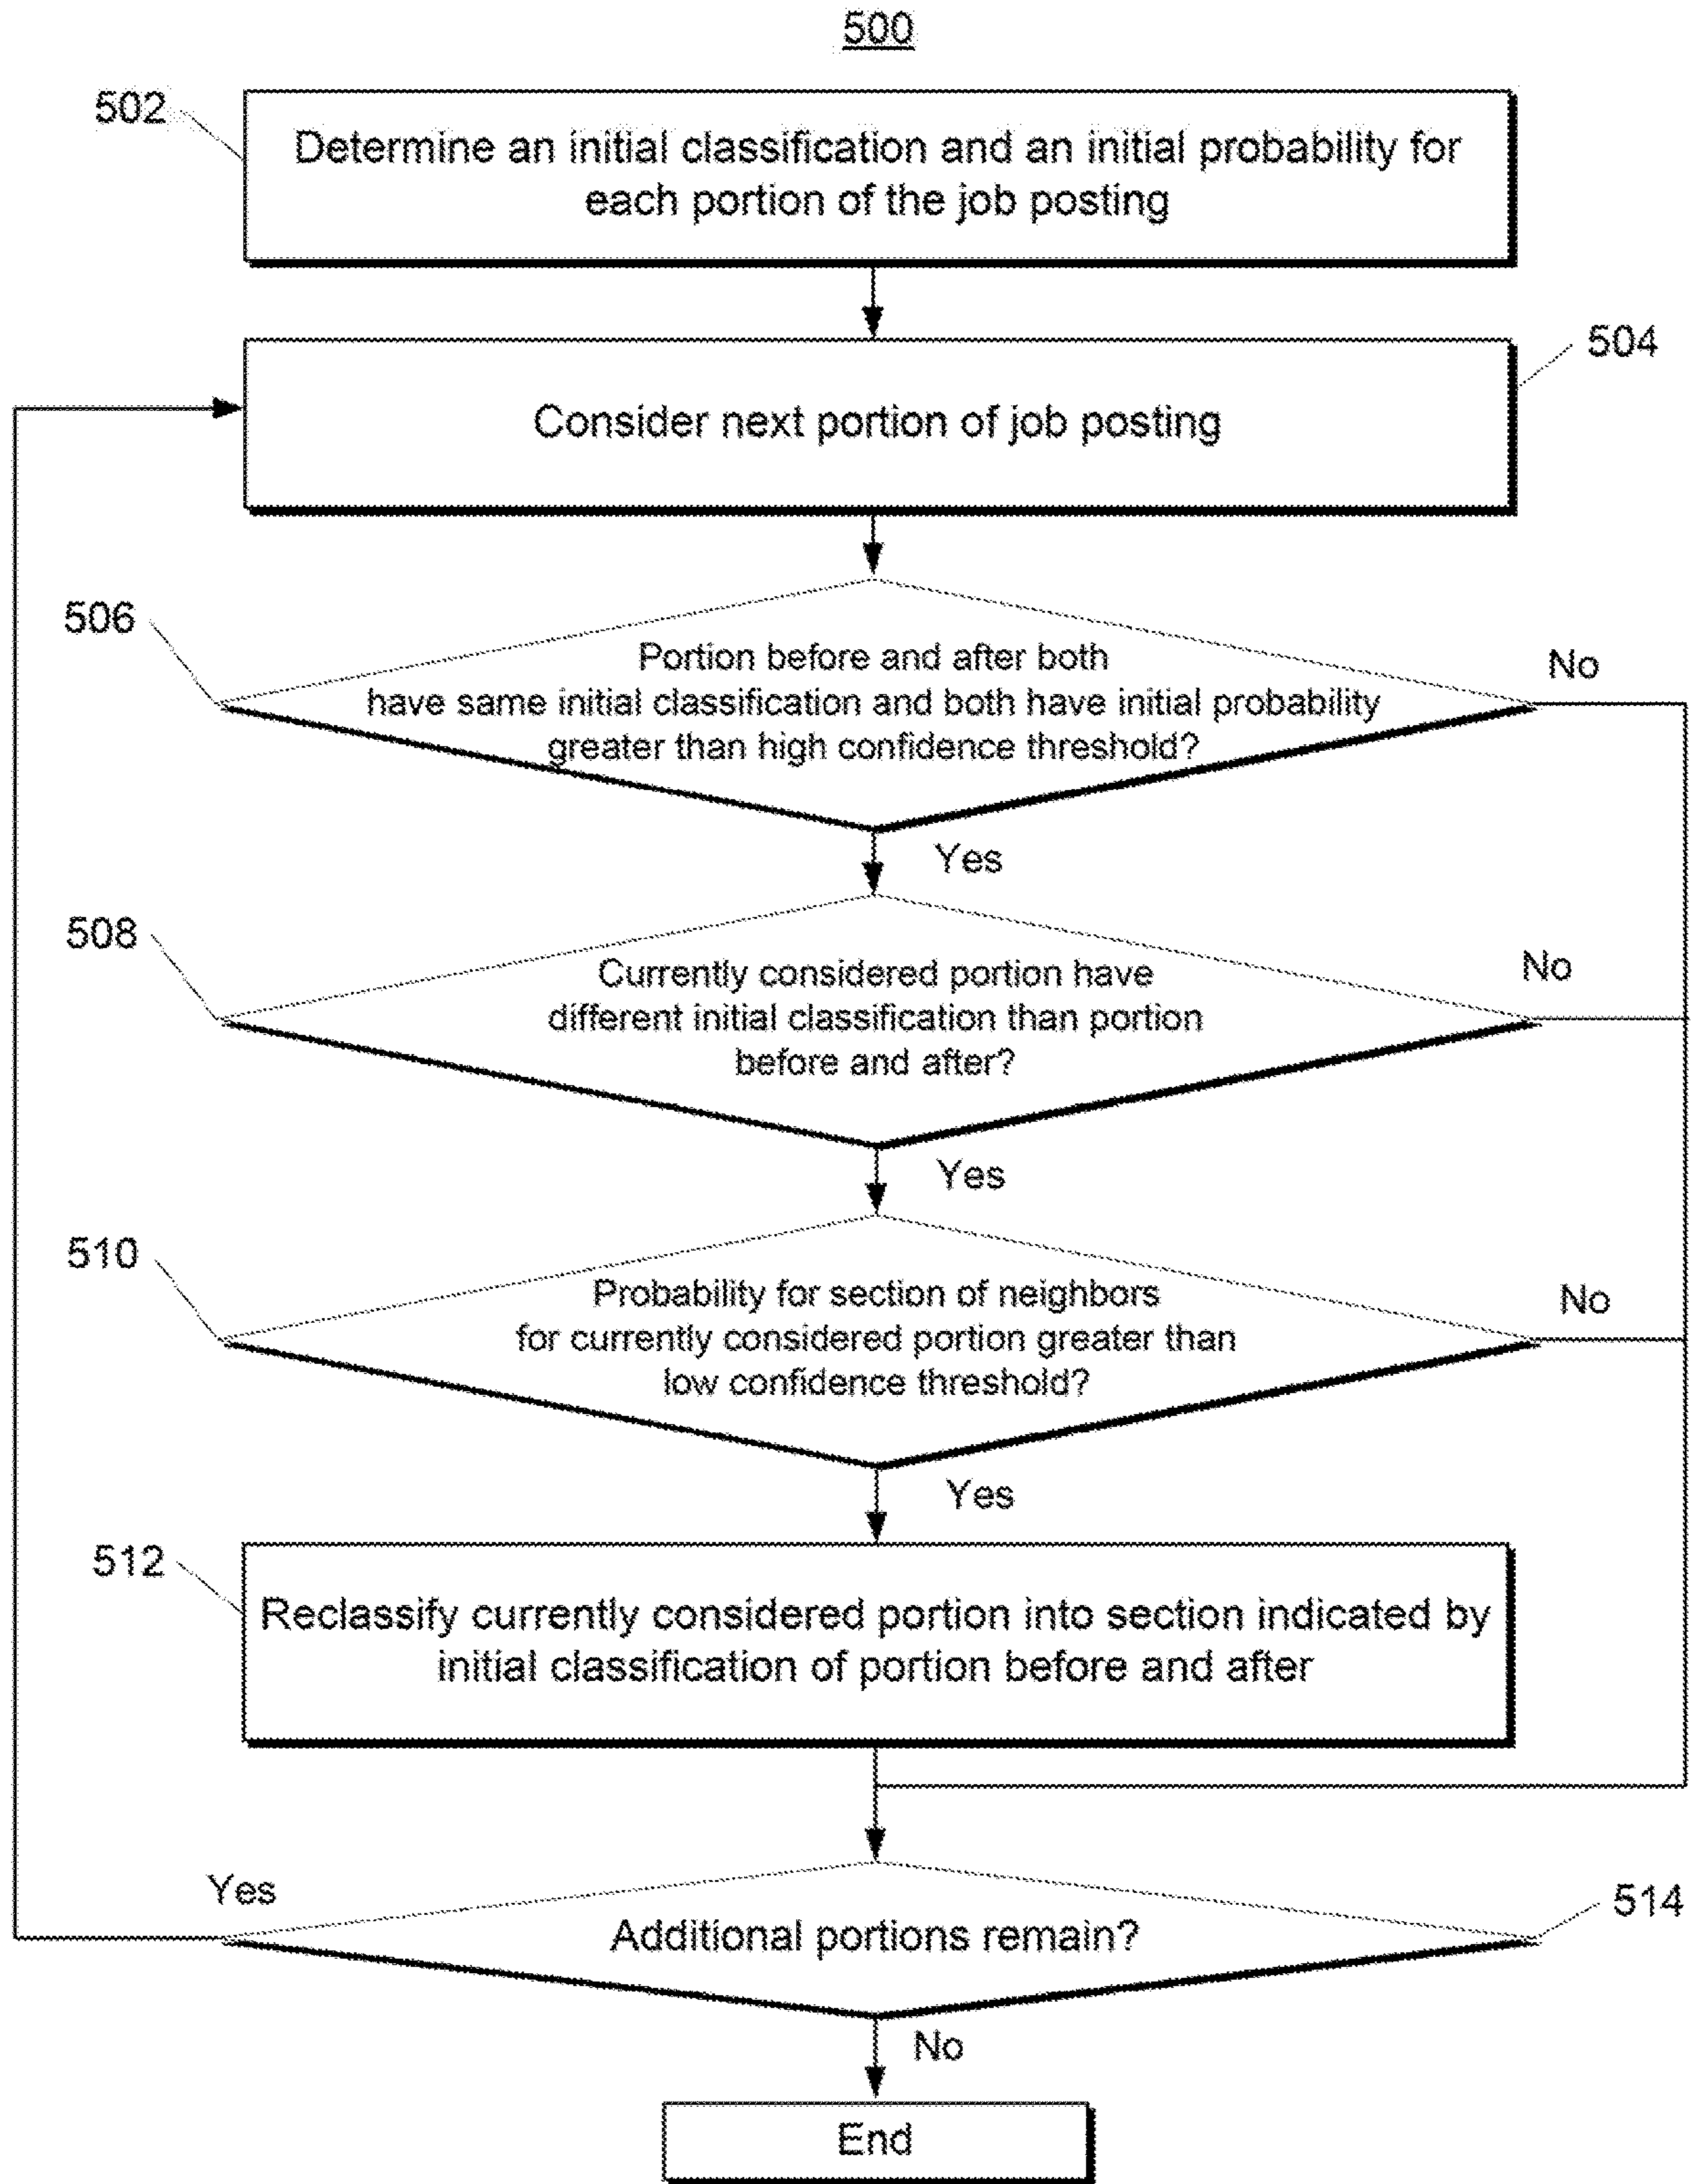 500
502
Determine an initial classification and an initial probability for
each portion of the job posting
504
Consider next portion of job posting
506
Portion before and after both
have same initial classification and both have initial probability
greater than high confidence threshold?
No
Yes
508
Currently considered portion have
different initial classification than portion
before and after?
No
Yes
510
Probability for section of neighbors
for currently considered portion greater than
low confidence threshold?
No
Yes
512
Reclassify currently considered portion into section indicated by
initial classification of portion before and after
Yes
514
Additional portions remain?
No
End